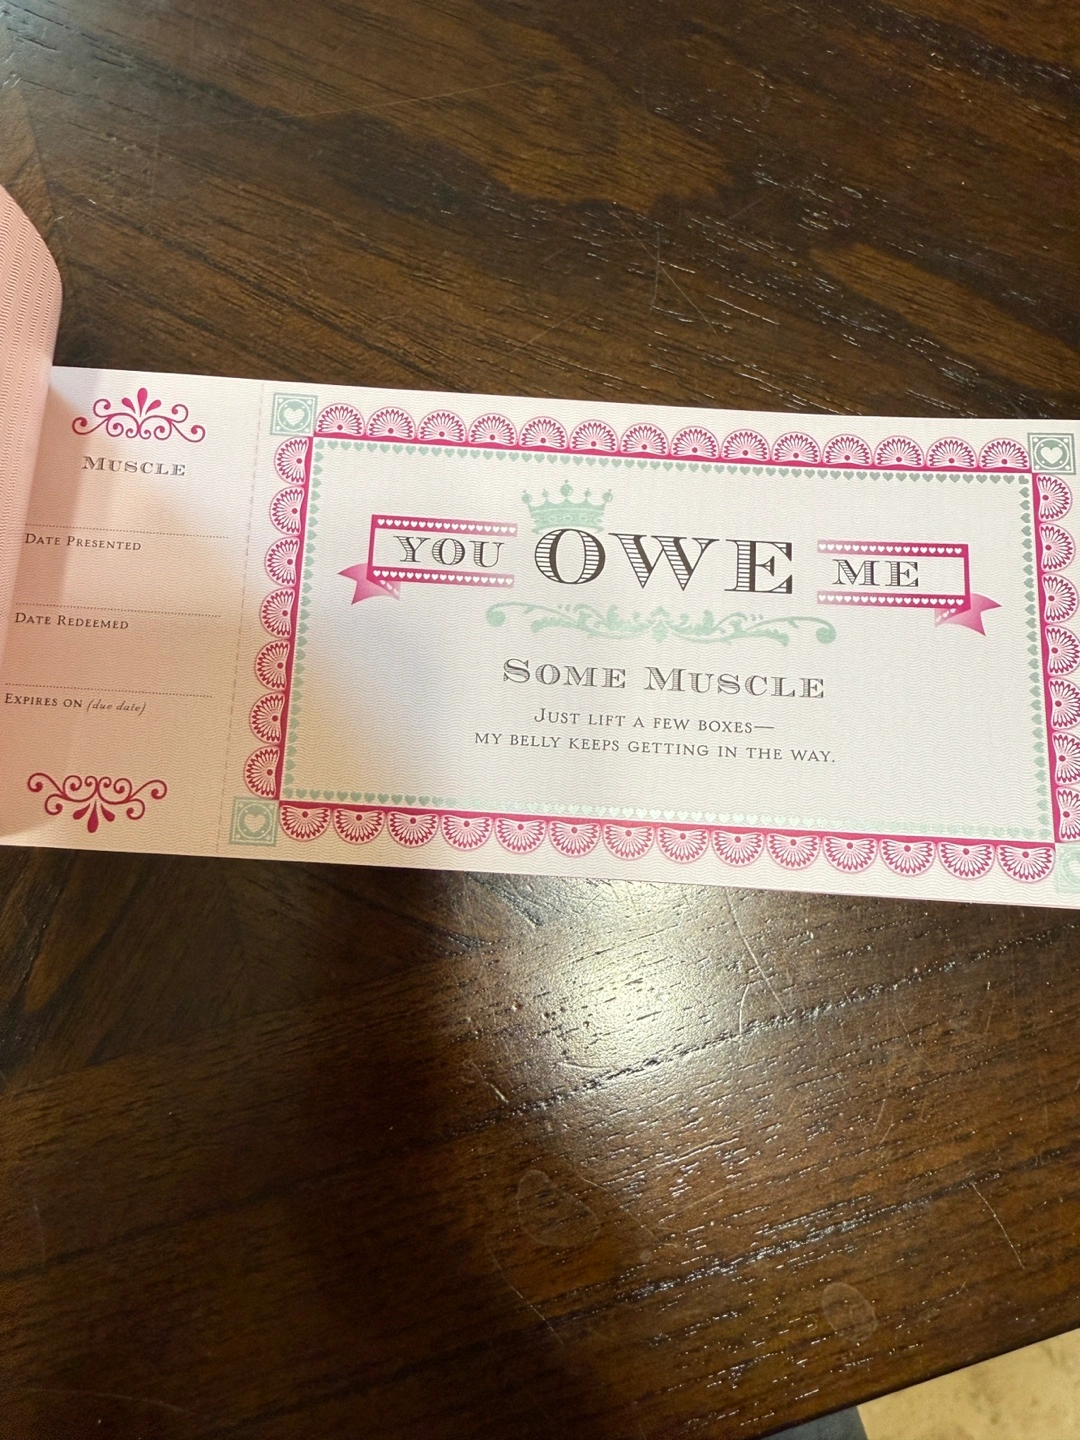 MUSCLE
DATE PRESENTED
DATE REDEEMED
EXPIRES ON (due date)
YOU OWE ME
SOME MUSCLE
JUST LIFT A FEW BOXES—
MY BELLY KEEPS GETTING IN THE WAY.